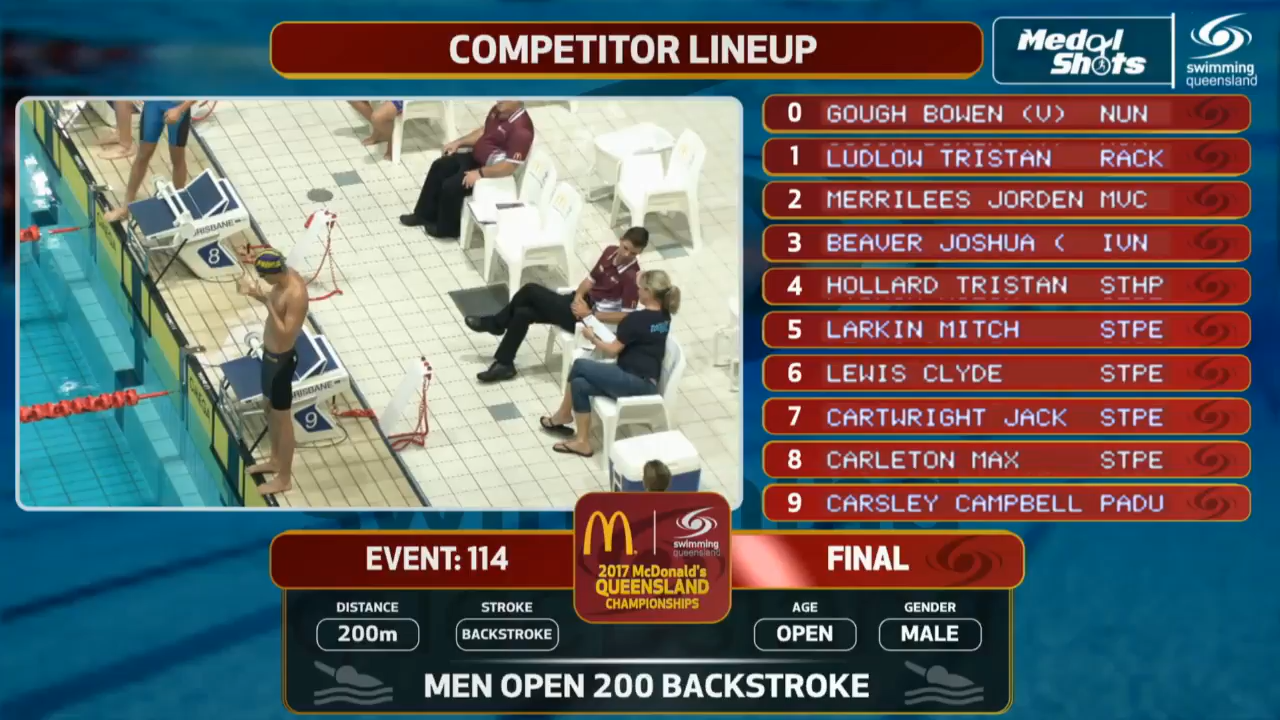 COMPETITOR LINEUP
Medal Shots
swimming queensland
0 GOUGH BOWEN (V) NUN
1 LUDLOW TRISTAN RACK
2 MERRILEES JORDEN MVC
3 BEAVER JOSHUA ( IVN
4 HOLLARD TRISTAN STHP
5 LARKIN MITCH STPE
6 LEWIS CLYDE STPE
7 CARTWRIGHT JACK STPE
8 CARLETON MAX STPE
9 CARSLEY CAMPBELL PADU
BRISBANE
8
BRISBANE
9
EVENT: 114
swimming queensland
2017 McDonald's
QUEENSLAND
CHAMPIONSHIPS
FINAL
DISTANCE STROKE AGE GENDER
200m BACKSTROKE OPEN MALE
MEN OPEN 200 BACKSTROKE